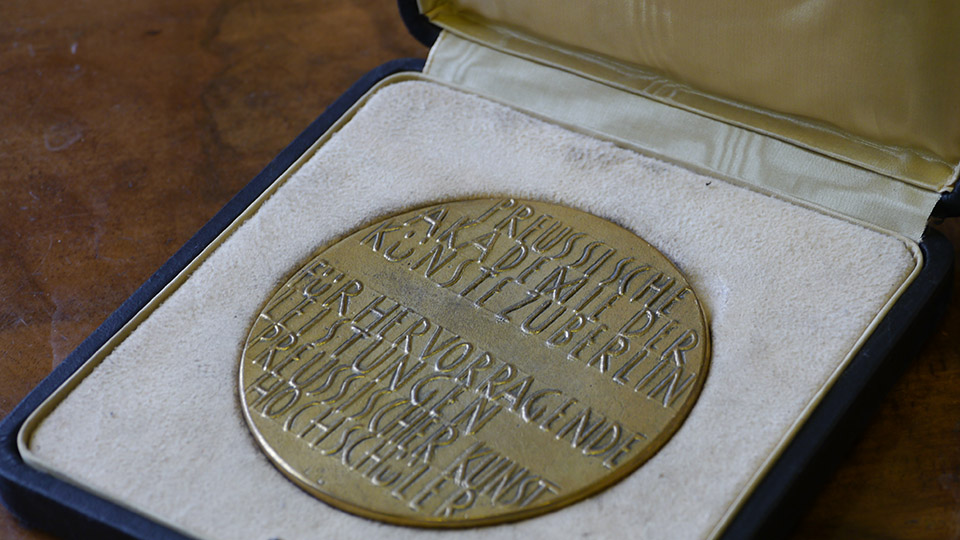 PREUSSISCHE
AKADEMIE DER
KÜNSTE ZU BERLIN
FÜR HERVORRAGENDE
LEISTUNGEN
PREUSSISCHER KUNST
HOCHSCHÜLER